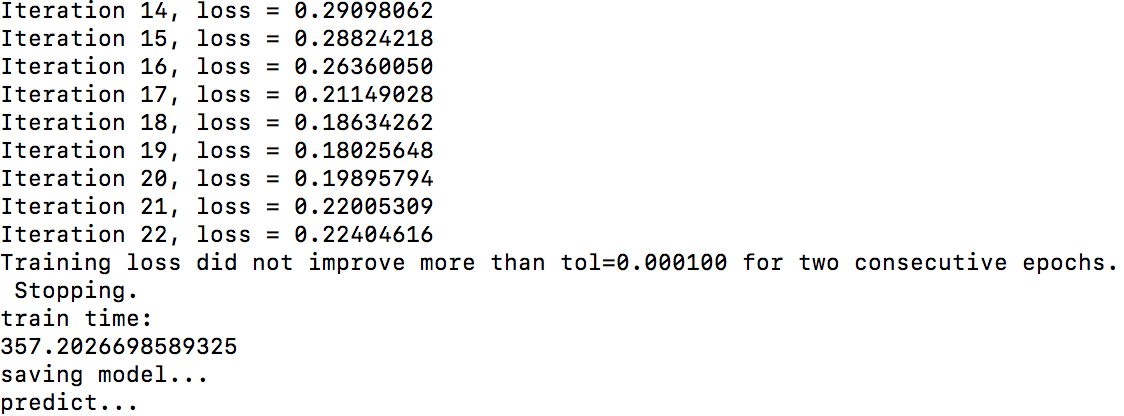 Iteration 14, loss = 0.29098062
Iteration 15, loss = 0.28824218
Iteration 16, loss = 0.26360050
Iteration 17, loss = 0.21149028
Iteration 18, loss = 0.18634262
Iteration 19, loss = 0.18025648
Iteration 20, loss = 0.19895794
Iteration 21, loss = 0.22005309
Iteration 22, loss = 0.22404616
Training loss did not improve more than tol=0.000100 for two consecutive epochs.
 Stopping.
train time:
357.2026698589325
saving model...
predict...